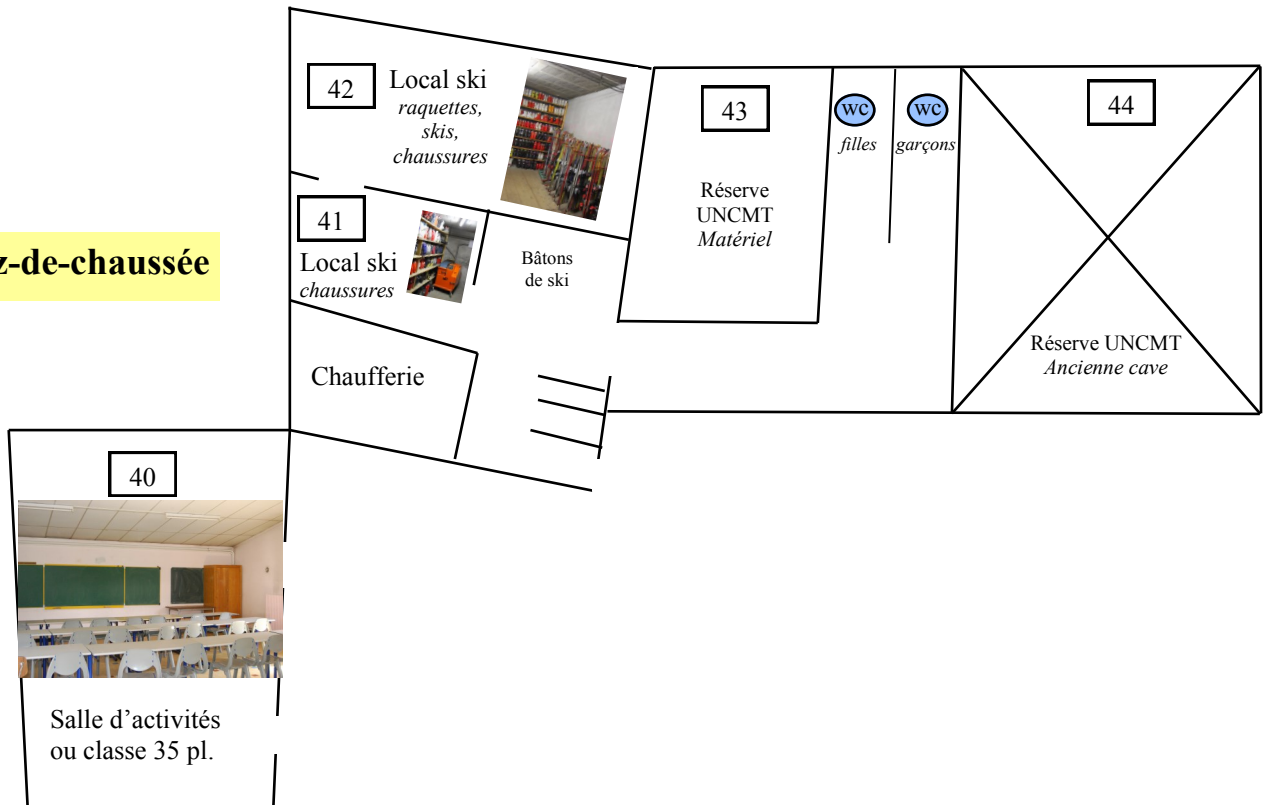 z-de-chaussée
42
Local ski
raquettes,
skis,
chaussures
41
Local ski
chaussures
Bâtons
de ski
Chaufferie
43
Réserve
UNCMT
Matériel
wc
filles
wc
garçons
44
Réserve UNCMT
Ancienne cave
40
Salle d’activités
ou classe 35 pl.